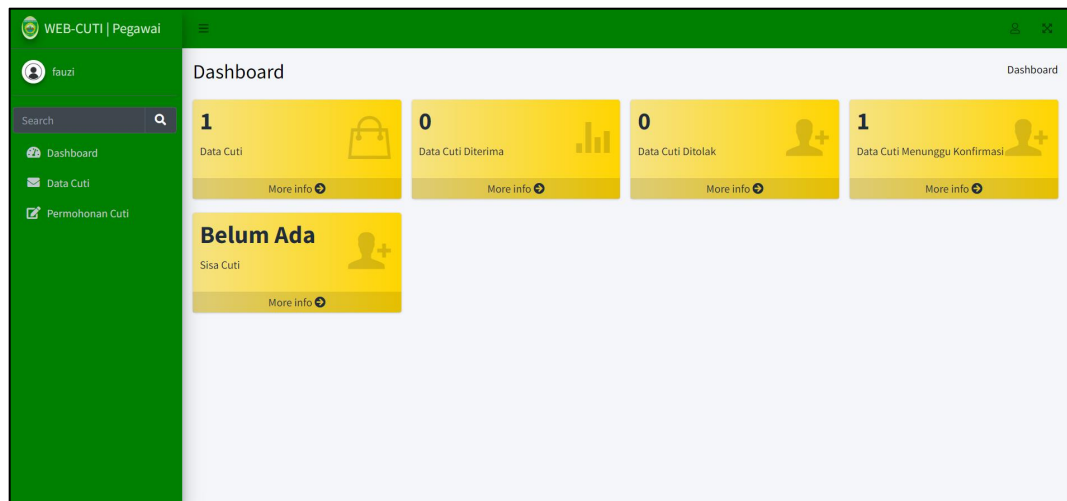 WEB-CUTI | Pegawai
fauzi
Search
Dashboard
Data Cuti
Permohonan Cuti
Dashboard
Dashboard
1
Data Cuti
More info
0
Data Cuti Diterima
More info
0
Data Cuti Ditolak
More info
1
Data Cuti Menunggu Konfirmasi
More info
Belum Ada
Sisa Cuti
More info